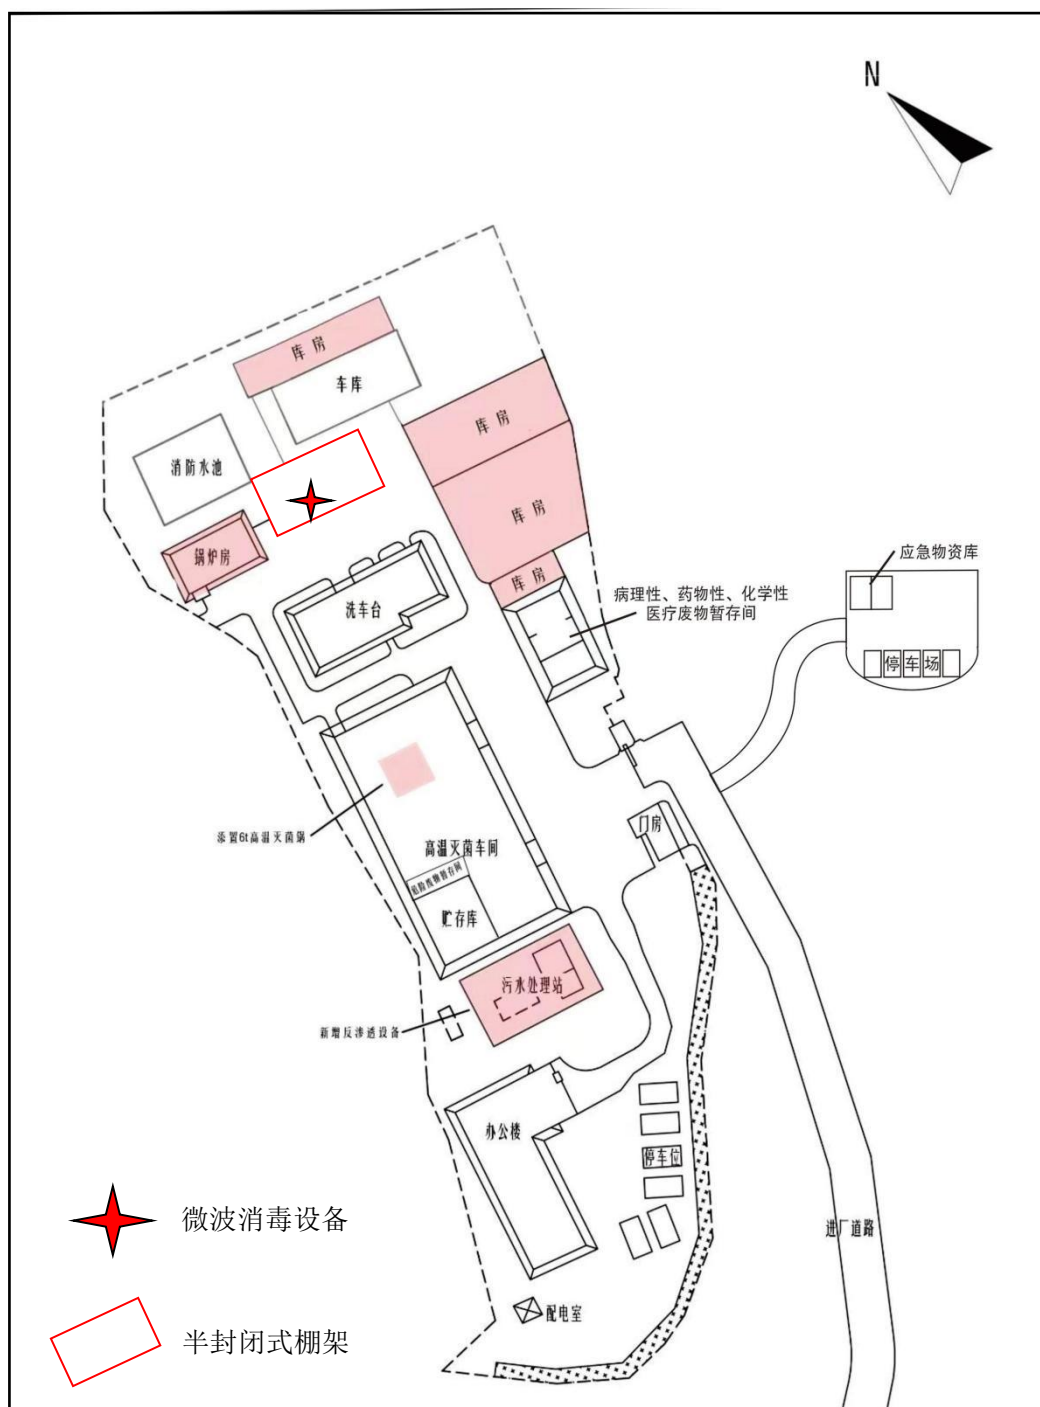 N
库房
车库
库房
消防水池
库房
锅炉房
应急物资库
库房
病理性、药物性、化学性
医疗废物暂存间
洗车台
停车场
门房
添置6t高温灭菌锅
高温灭菌车间
危险废物暂存间
贮存库
污水处理站
新增反渗透设备
办公楼
停车位
微波消毒设备
进厂道路
配电室
半封闭式棚架